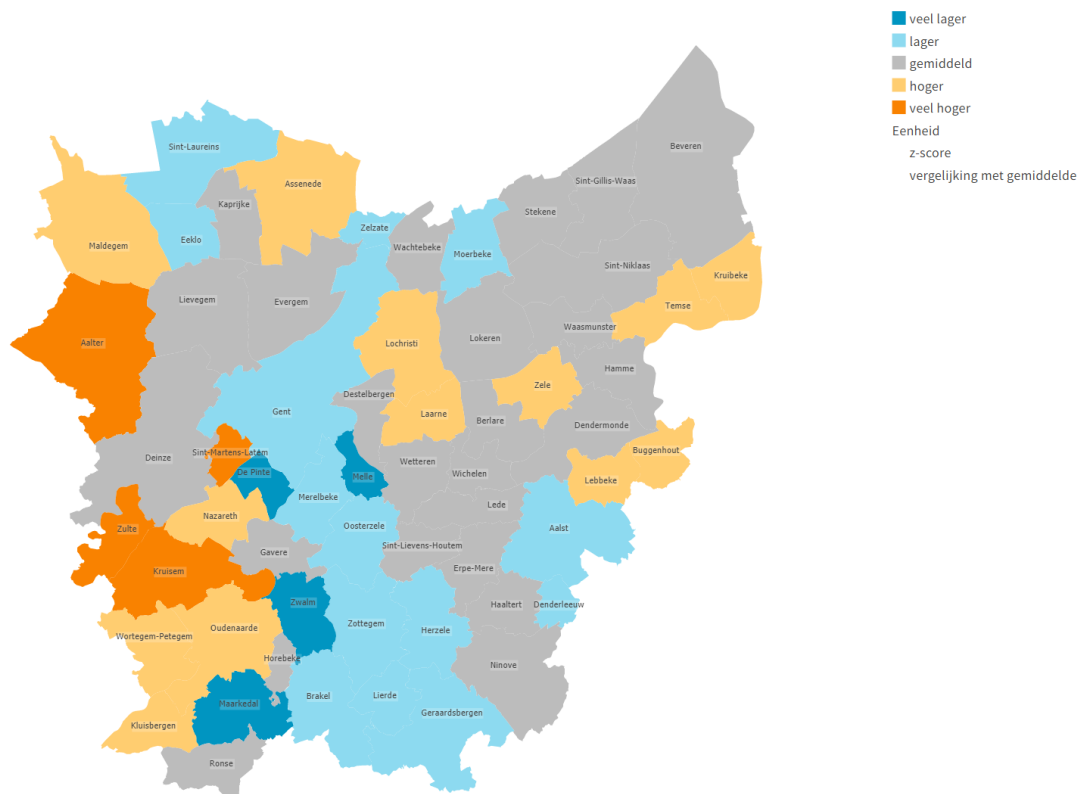 veel lager
lager
gemiddeld
hoger
veel hoger
Eenheid
z-score
vergelijking met gemiddelde
Sint-Laureins
Beveren
Assenede
Sint-Gillis-Waas
Kaprijke
Stekene
Zelzate
Eeklo
Maldegem
Wachtebeke
Moerbeke
Sint-Niklaas
Kruibeke
Lievegem
Evergem
Temse
Waasmunster
Aalter
Lochristi
Lokeren
Hamme
Zele
Destelbergen
Gent
Laarne
Berlare
Dendermonde
Sint-Martens-Latem
Buggenhout
Deinze
Wetteren
De Pinte
Melle
Wichelen
Lebbeke
Merelbeke
Lede
Nazareth
Zulte
Oosterzele
Aalst
Sint-Lievens-Houtem
Gavere
Kruisem
Erpe-Mere
Zwalm
Haaltert
Denderleeuw
Zottegem
Oudenaarde
Herzele
Wortegem-Petegem
Horebeke
Ninove
Brakel
Lierde
Maarkedal
Geraardsbergen
Kluisbergen
Ronse